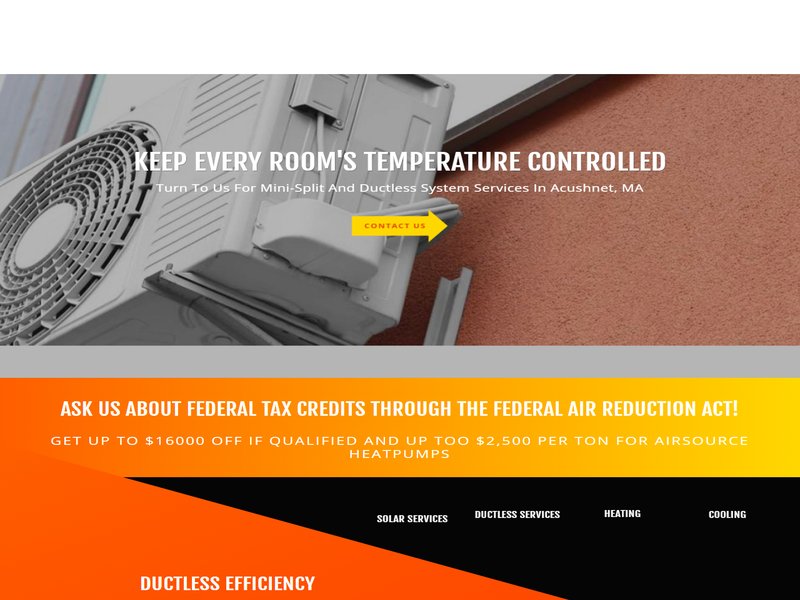 KEEP EVERY ROOM'S TEMPERATURE CONTROLLED
Turn To Us For Mini-Split And Ductless System Services In Acushnet, MA
CONTACT US
ASK US ABOUT FEDERAL TAX CREDITS THROUGH THE FEDERAL AIR REDUCTION ACT!
GET UP TO $16000 OFF IF QUALIFIED AND UP TOO $2,500 PER TON FOR AIRSOURCE
HEATPUMPS
SOLAR SERVICES
DUCTLESS SERVICES
HEATING
COOLING
DUCTLESS EFFICIENCY